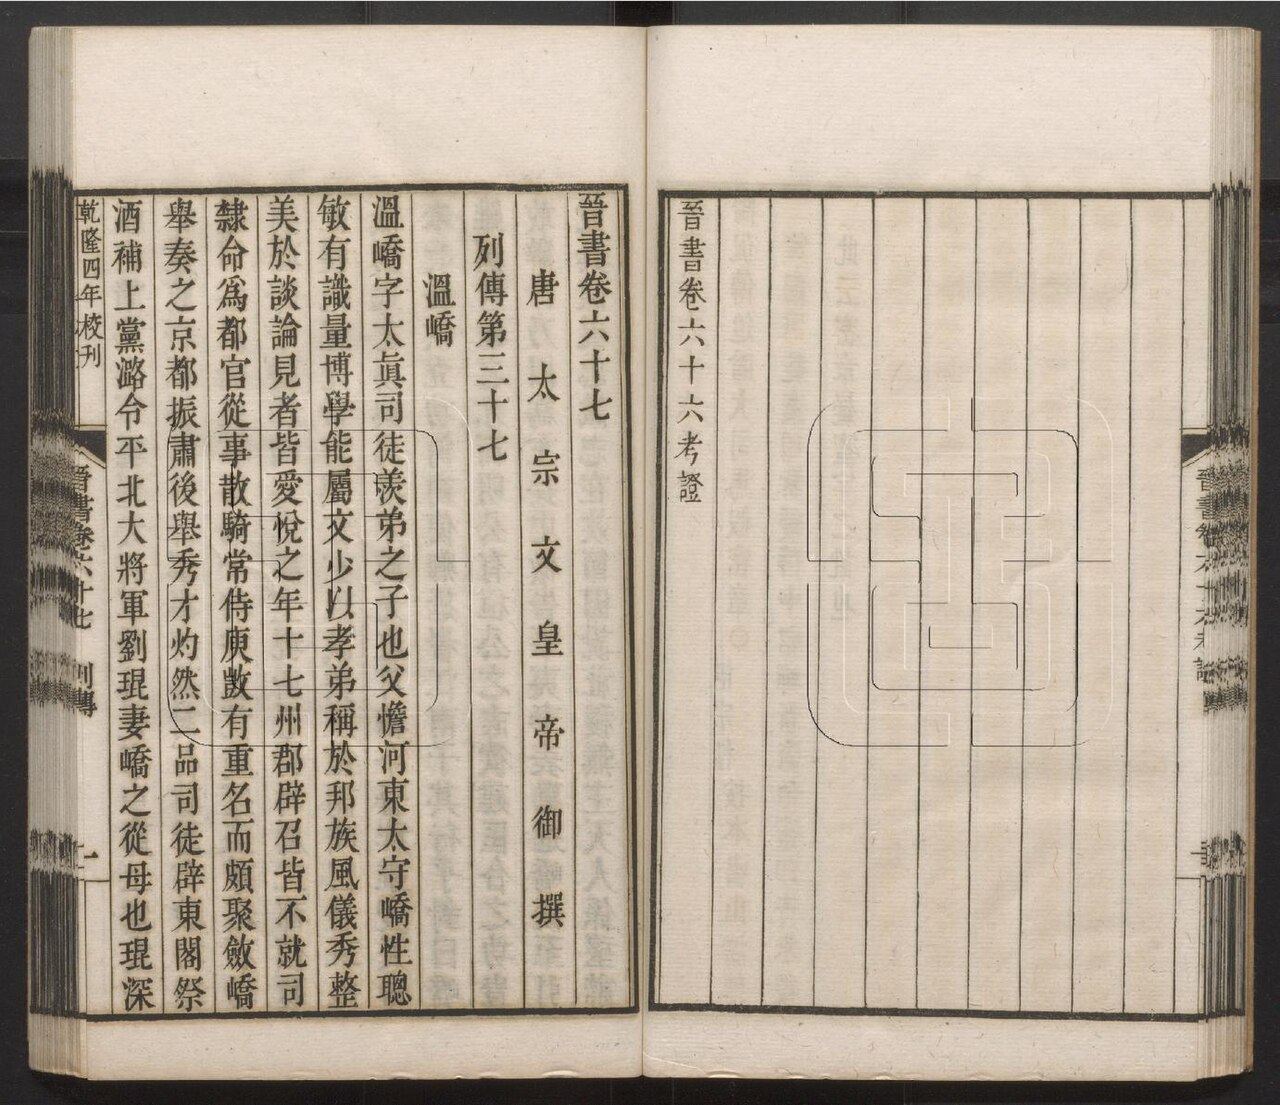 晉書卷六十六考證
晉書卷六十七
唐太宗文皇帝御撰
列傳第三十七
溫嶠
溫嶠字太眞司徒羨弟之子也父憺河東太守嶠性聰
敏有識量博學能屬文少以孝弟稱於邦族風儀秀整
美於談論見者皆愛悅之年十七州郡辟召皆不就司
隸命爲都官從事散騎常侍庾敳有重名而頗聚斂嶠
舉奏之京都振肅後舉秀才灼然二品司徒辟東閣祭
酒補上黨潞令平北大將軍劉琨妻嶠之從母也琨深
乾隆四年校刊
晉書卷六十七 列傳
一